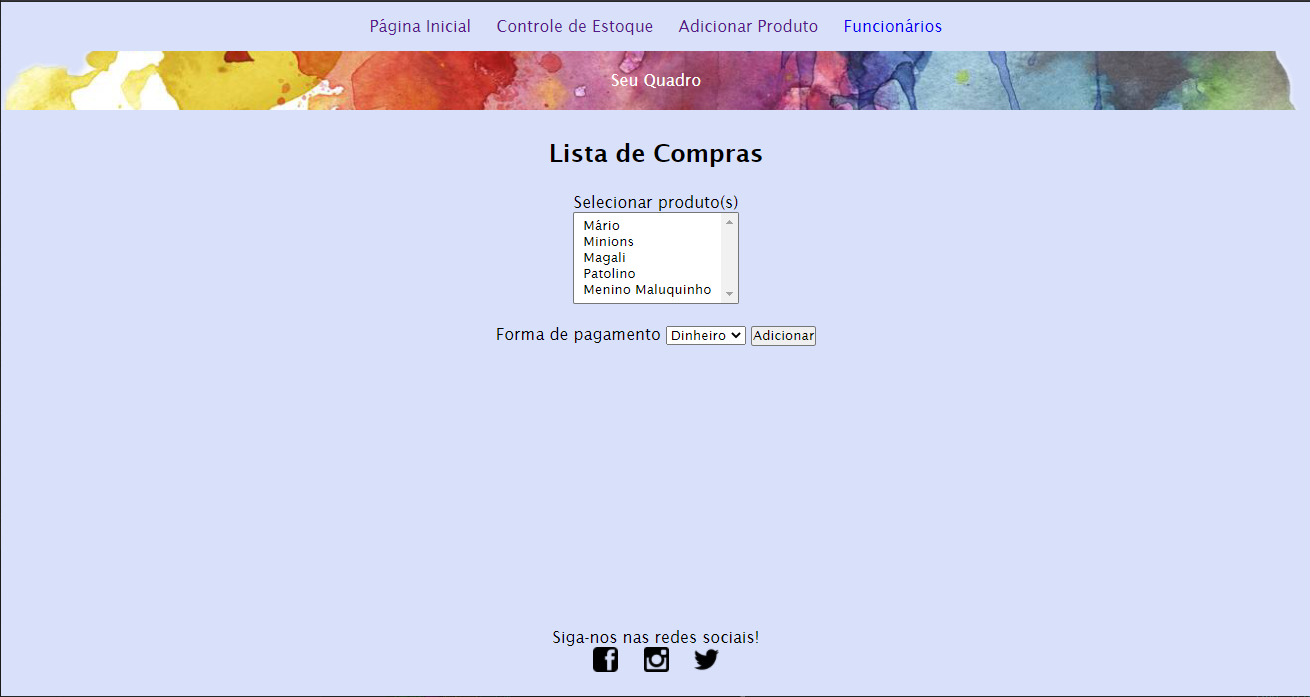 Página Inicial Controle de Estoque Adicionar Produto Funcionários
Seu Quadro
Lista de Compras
Selecionar produto(s)
Mário
Minions
Magali
Patolino
Menino Maluquinho
Forma de pagamento Dinheiro Adicionar
Siga-nos nas redes sociais!